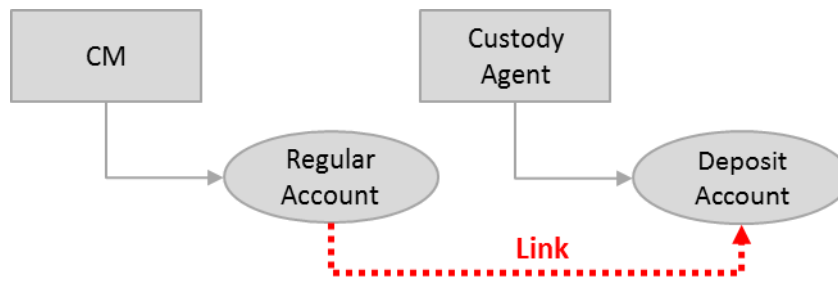 CM
Custody
Agent
Regular
Account
Deposit
Account
Link